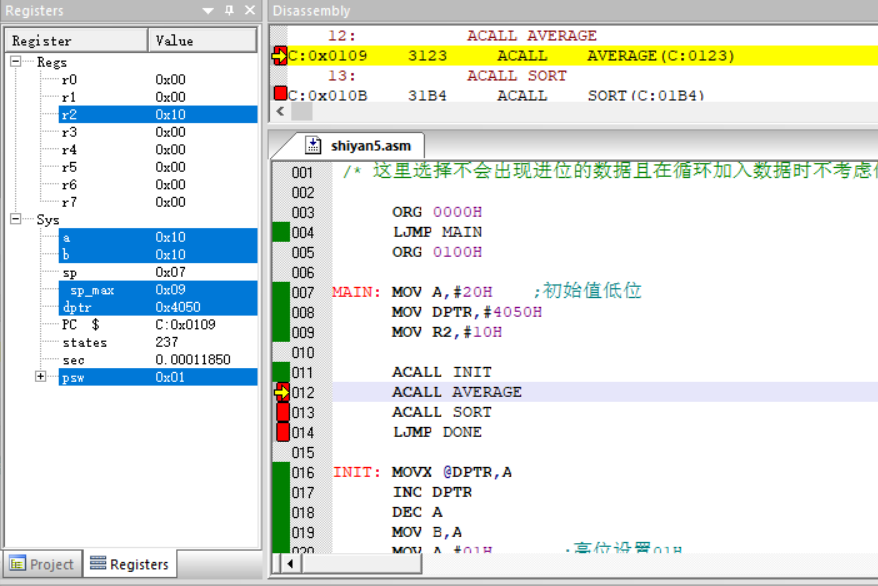 Registers
Register Value
Regs
r0 0x00
r1 0x00
r2 0x10
r3 0x00
r4 0x00
r5 0x00
r6 0x00
r7 0x00
Sys
a 0x10
b 0x10
sp 0x07
sp_max 0x09
dptr 0x4050
PC $ C:0x0109
states 237
sec 0.00011850
psw 0x01
Project Registers
Disassembly
12: ACALL AVERAGE
C:0x0109 3123 ACALL AVERAGE(C:0123)
13: ACALL SORT
C:0x010B 31B4 ACALL SORT(C:01B4)
shiyan5.asm
001 /* 这里选择不会出现进位的数据且在循环加入数据时不考虑
002
003 ORG 0000H
004 LJMP MAIN
005 ORG 0100H
006
007 MAIN: MOV A,#20H ;初始值低位
008 MOV DPTR,#4050H
009 MOV R2,#10H
010
011 ACALL INIT
012 ACALL AVERAGE
013 ACALL SORT
014 LJMP DONE
015
016 INIT: MOVX @DPTR,A
017 INC DPTR
018 DEC A
019 MOV B,A
020 MOV A,#01H ;高位设置01H